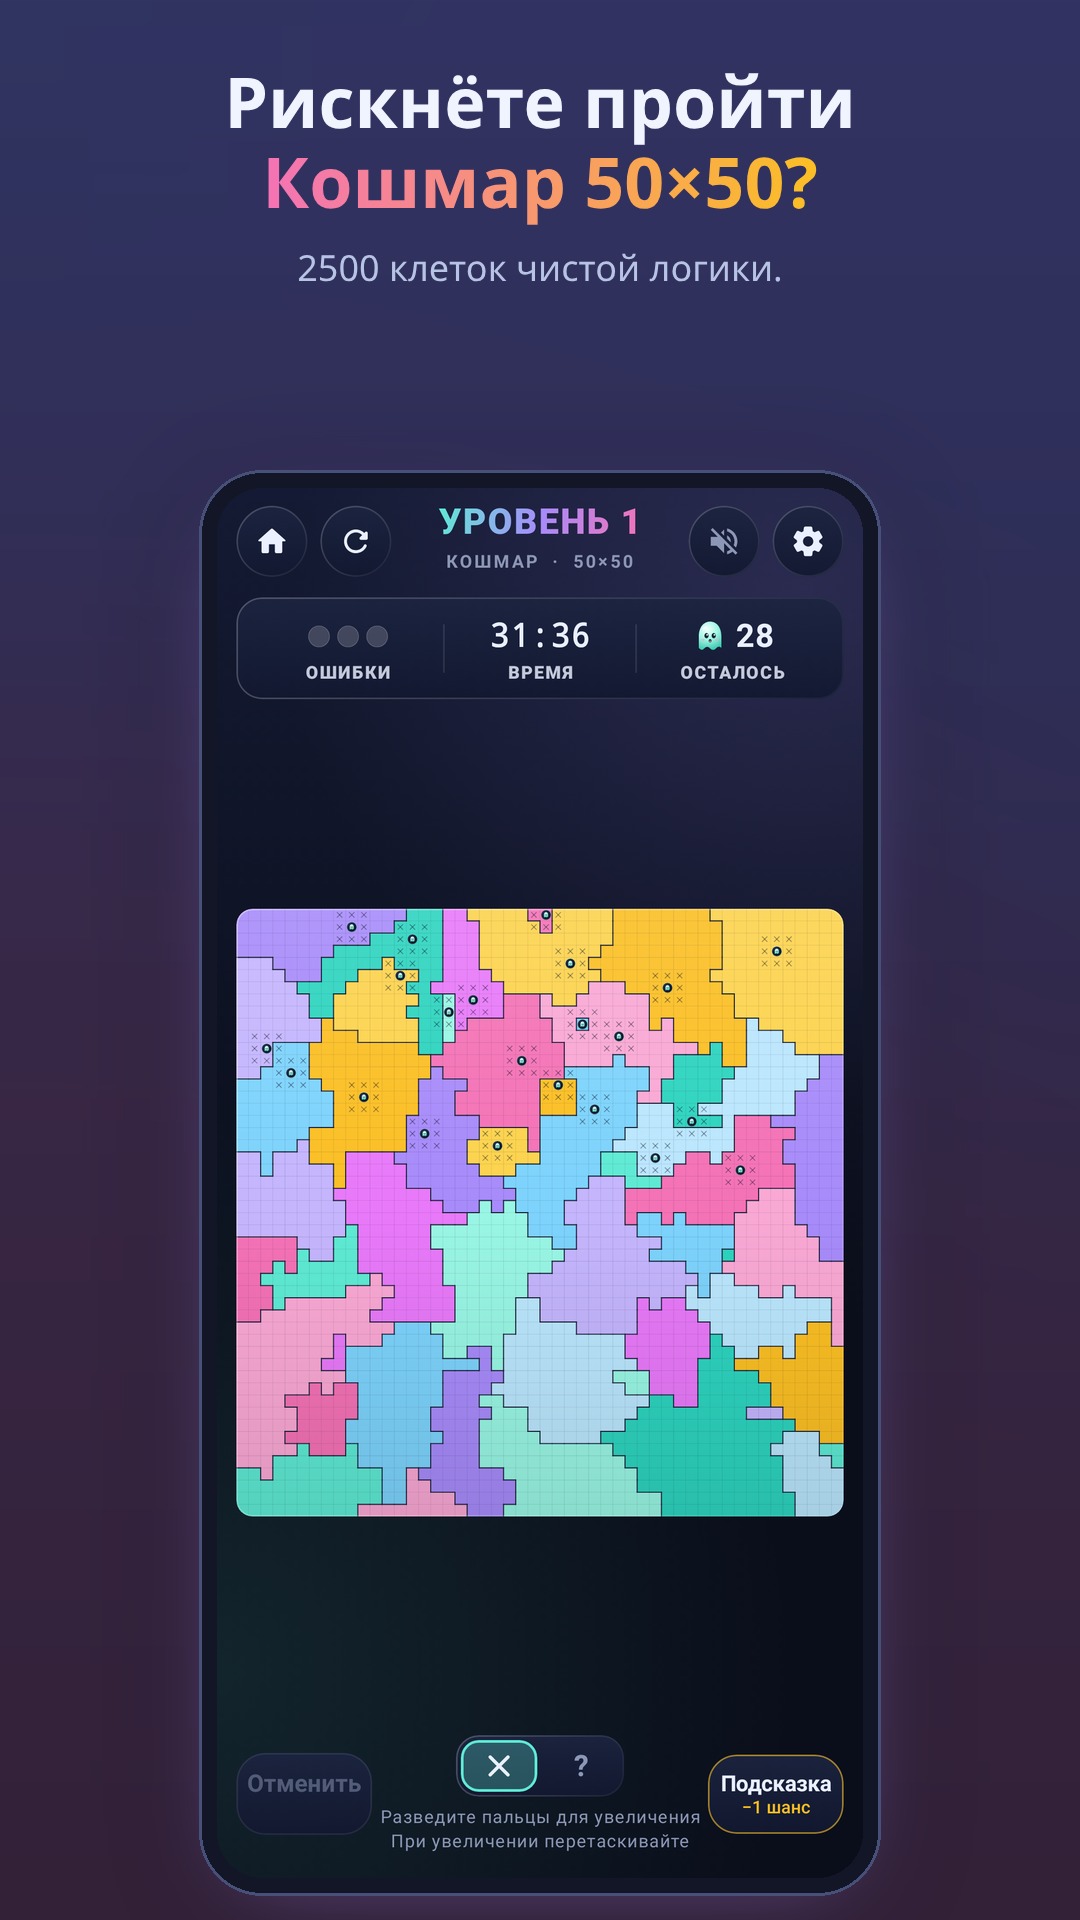 Рискнёте пройти
Кошмар 50×50?
2500 клеток чистой логики.
УРОВЕНЬ 1
КОШМАР · 50×50
31:36
28
ОШИБКИ
ВРЕМЯ
ОСТАЛОСЬ
Отменить
?
Подсказка
−1 шанс
Разведите пальцы для увеличения
При увеличении перетаскивайте